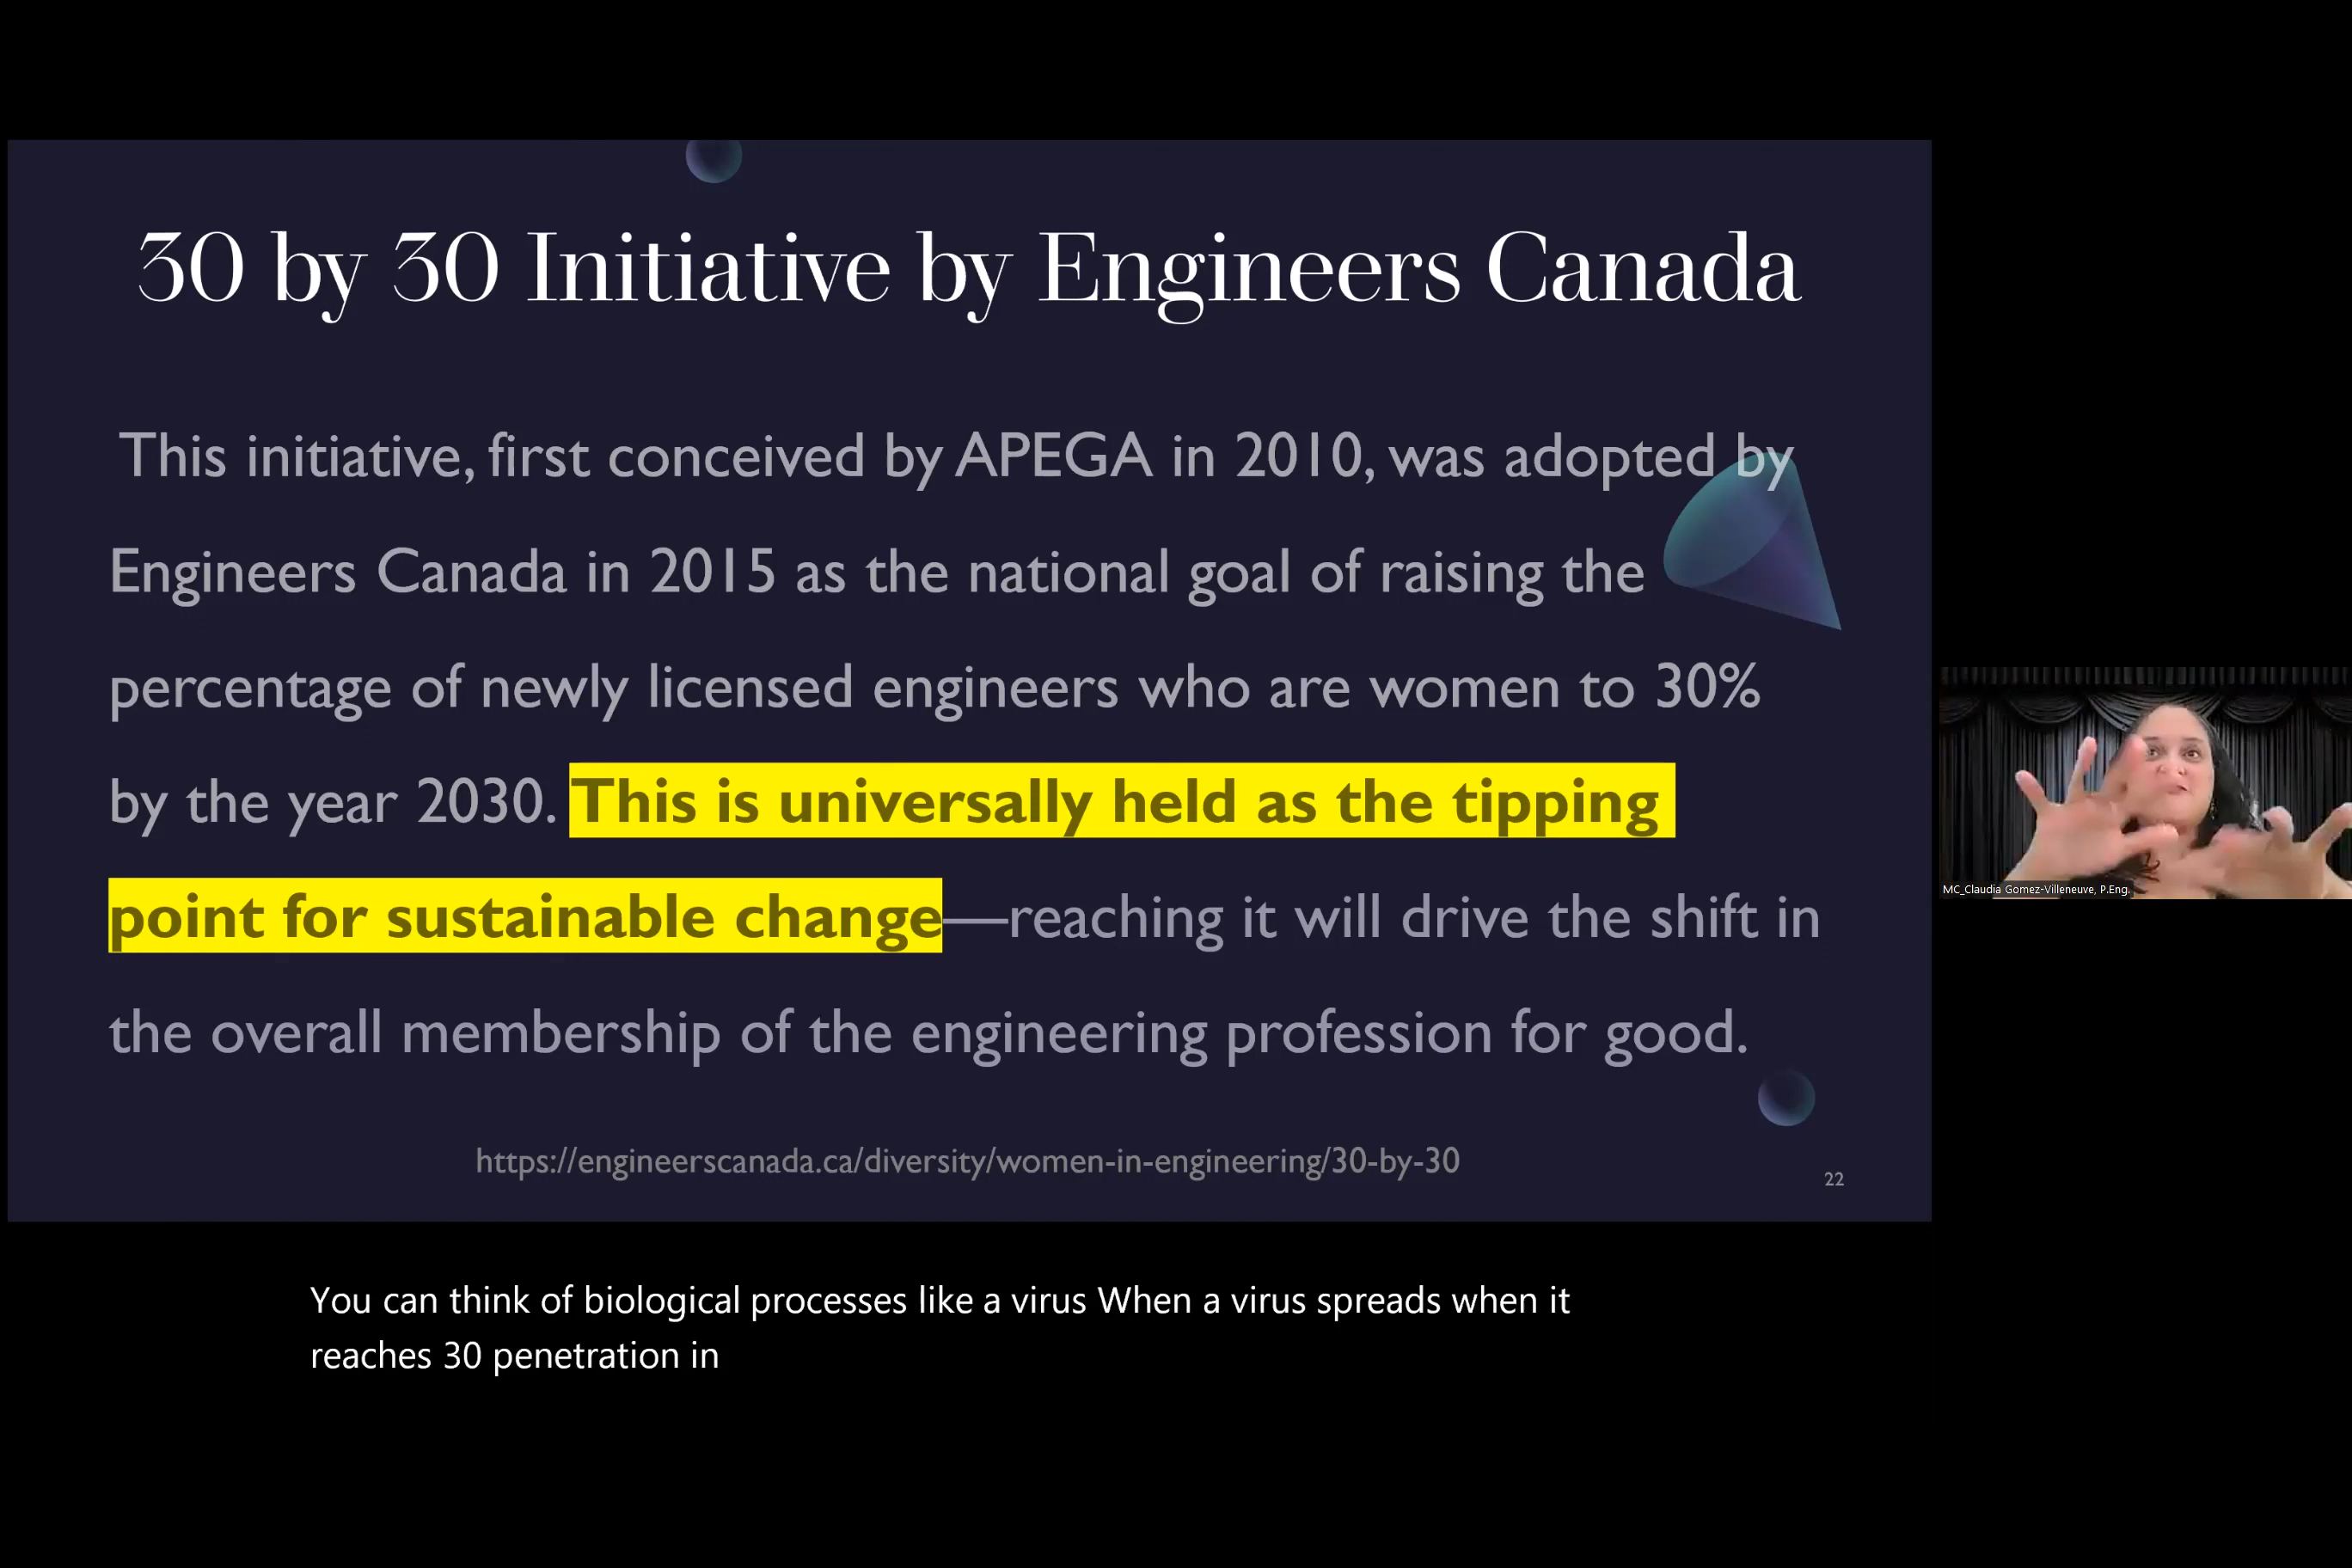 30 by 30 Initiative by Engineers Canada
This initiative, first conceived by APEGA in 2010, was adopted by
Engineers Canada in 2015 as the national goal of raising the
percentage of newly licensed engineers who are women to 30%
by the year 2030. This is universally held as the tipping
point for sustainable change—reaching it will drive the shift in
the overall membership of the engineering profession for good.
https://engineerscanada.ca/diversity/women-in-engineering/30-by-30
22
MC_Claudia Gomez-Villeneuve, P.Eng.
You can think of biological processes like a virus When a virus spreads when it
reaches 30 penetration in